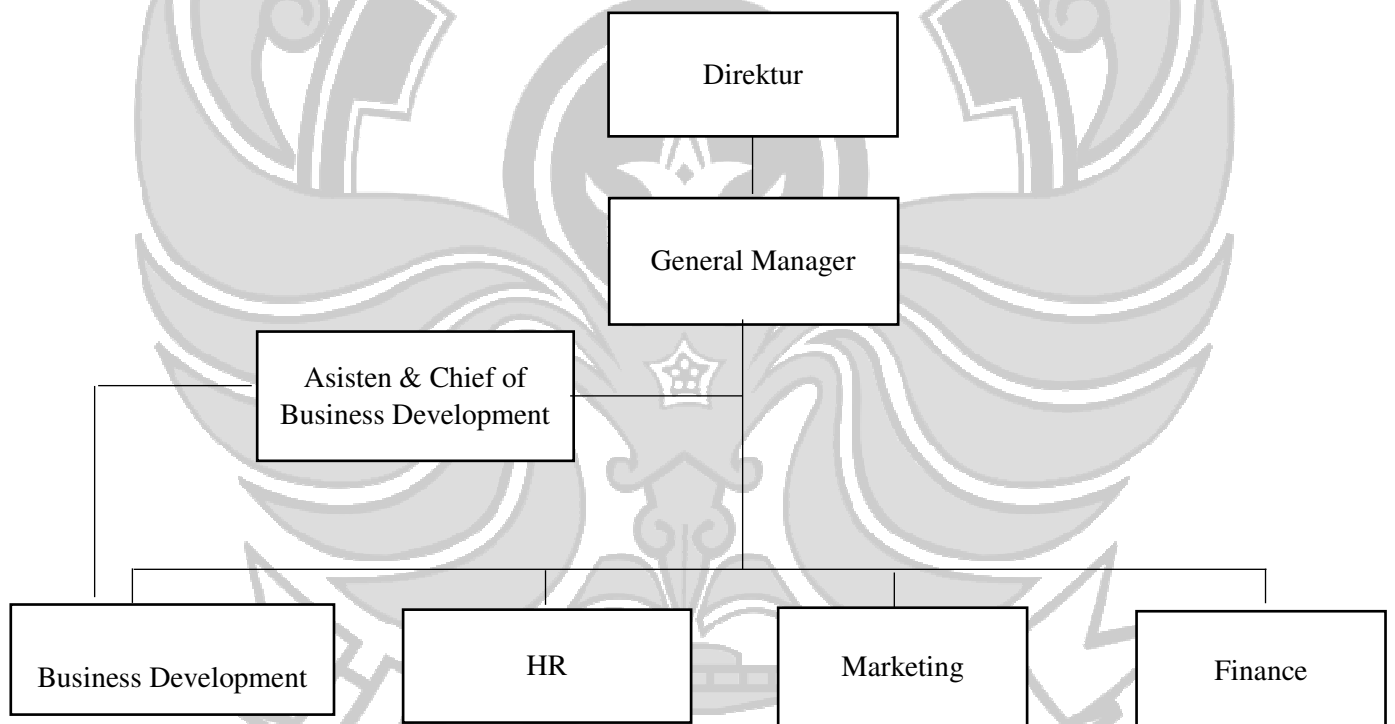 Direktur
General Manager
Asisten & Chief of
Business Development
Business Development
HR
Marketing
Finance